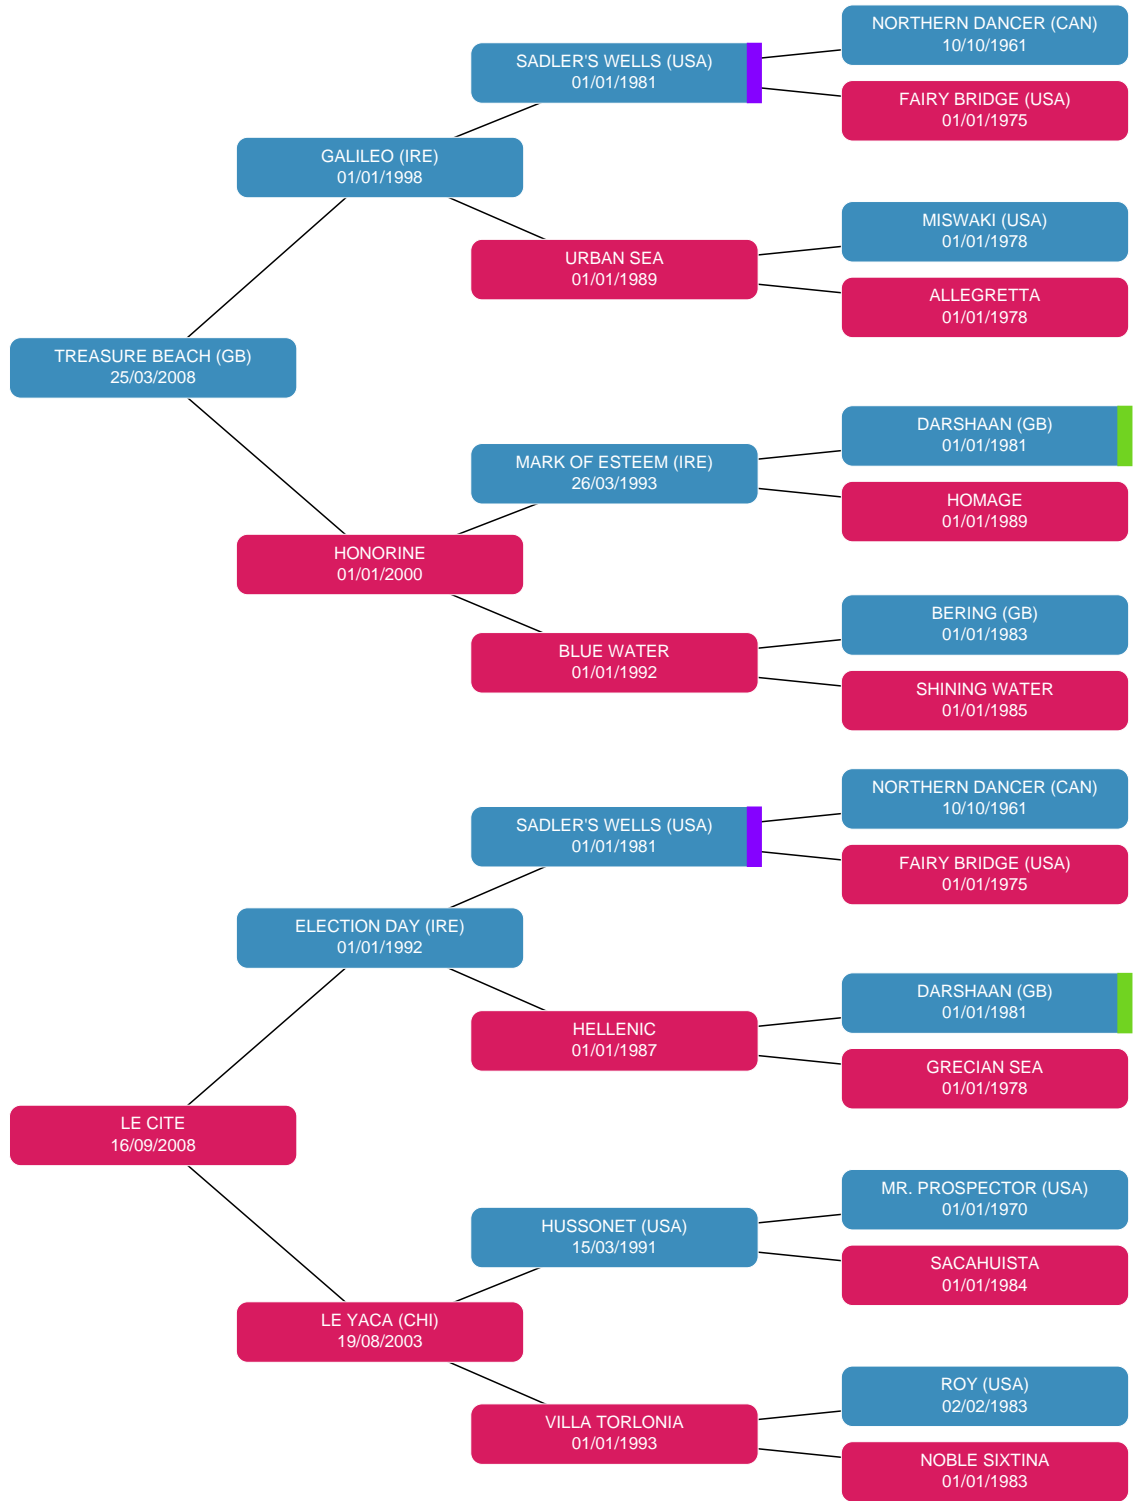 NORTHERN DANCER (CAN)
10/10/1961
SADLER'S WELLS (USA)
01/01/1981
FAIRY BRIDGE (USA)
01/01/1975
GALILEO (IRE)
01/01/1998
MISWAKI (USA)
01/01/1978
URBAN SEA
01/01/1989
ALLEGRETTA
01/01/1978
TREASURE BEACH (GB)
25/03/2008
DARSHAAN (GB)
01/01/1981
MARK OF ESTEEM (IRE)
26/03/1993
HOMAGE
01/01/1989
HONORINE
01/01/2000
BERING (GB)
01/01/1983
BLUE WATER
01/01/1992
SHINING WATER
01/01/1985
NORTHERN DANCER (CAN)
10/10/1961
SADLER'S WELLS (USA)
01/01/1981
FAIRY BRIDGE (USA)
01/01/1975
ELECTION DAY (IRE)
01/01/1992
DARSHAAN (GB)
01/01/1981
HELLENIC
01/01/1987
GRECIAN SEA
01/01/1978
LE CITE
16/09/2008
MR. PROSPECTOR (USA)
01/01/1970
HUSSONET (USA)
15/03/1991
SACAHUISTA
01/01/1984
LE YACA (CHI)
19/08/2003
ROY (USA)
02/02/1983
VILLA TORLONIA
01/01/1993
NOBLE SIXTINA
01/01/1983